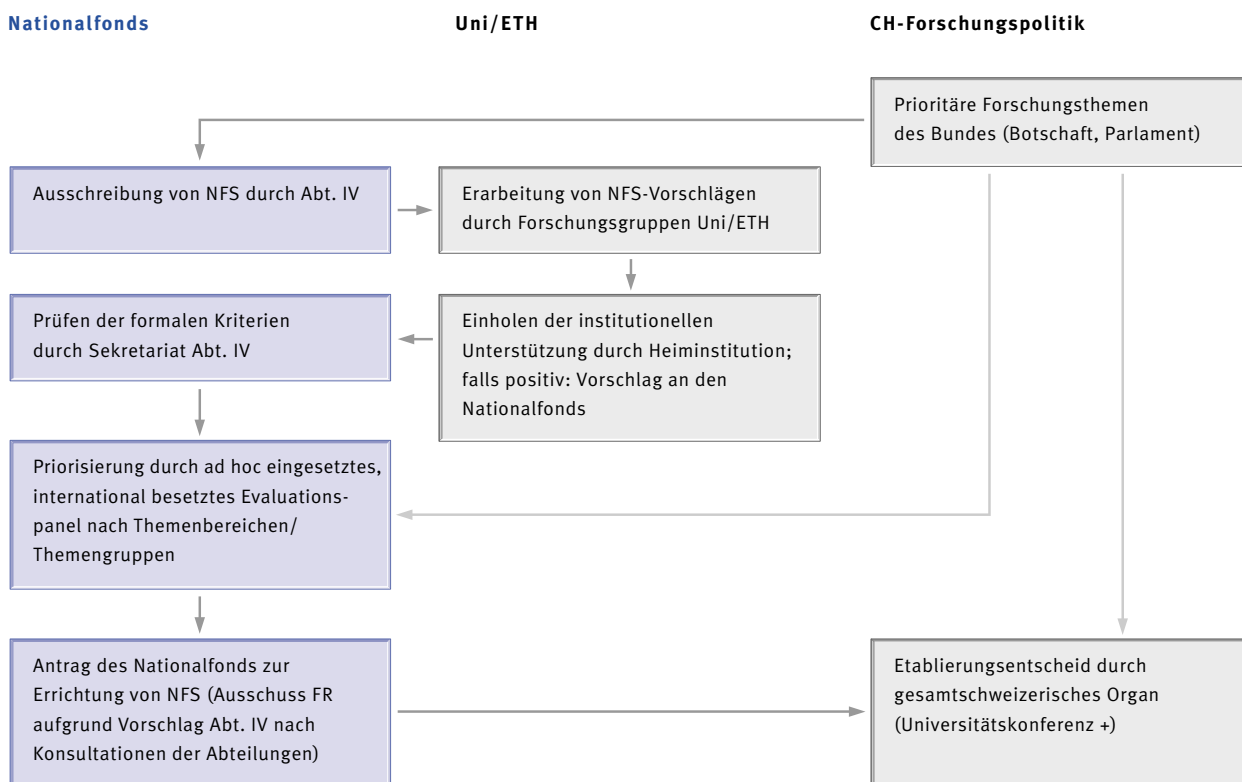 Nationalfonds
Uni/ETH
CH-Forschungspolitik
Prioritäre Forschungsthemen
des Bundes (Botschaft, Parlament)
Ausschreibung von NFS durch Abt. IV
Erarbeitung von NFS-Vorschlägen
durch Forschungsgruppen Uni/ETH
Prüfen der formalen Kriterien
durch Sekretariat Abt. IV
Einholen der institutionellen
Unterstützung durch Heiminstitution;
falls positiv: Vorschlag an den
Nationalfonds
Priorisierung durch ad hoc eingesetztes,
international besetztes Evaluations-
panel nach Themenbereichen/
Themengruppen
Antrag des Nationalfonds zur
Errichtung von NFS (Ausschuss FR
aufgrund Vorschlag Abt. IV nach
Konsultationen der Abteilungen)
Etablierungsentscheid durch
gesamtschweizerisches Organ
(Universitätskonferenz +)